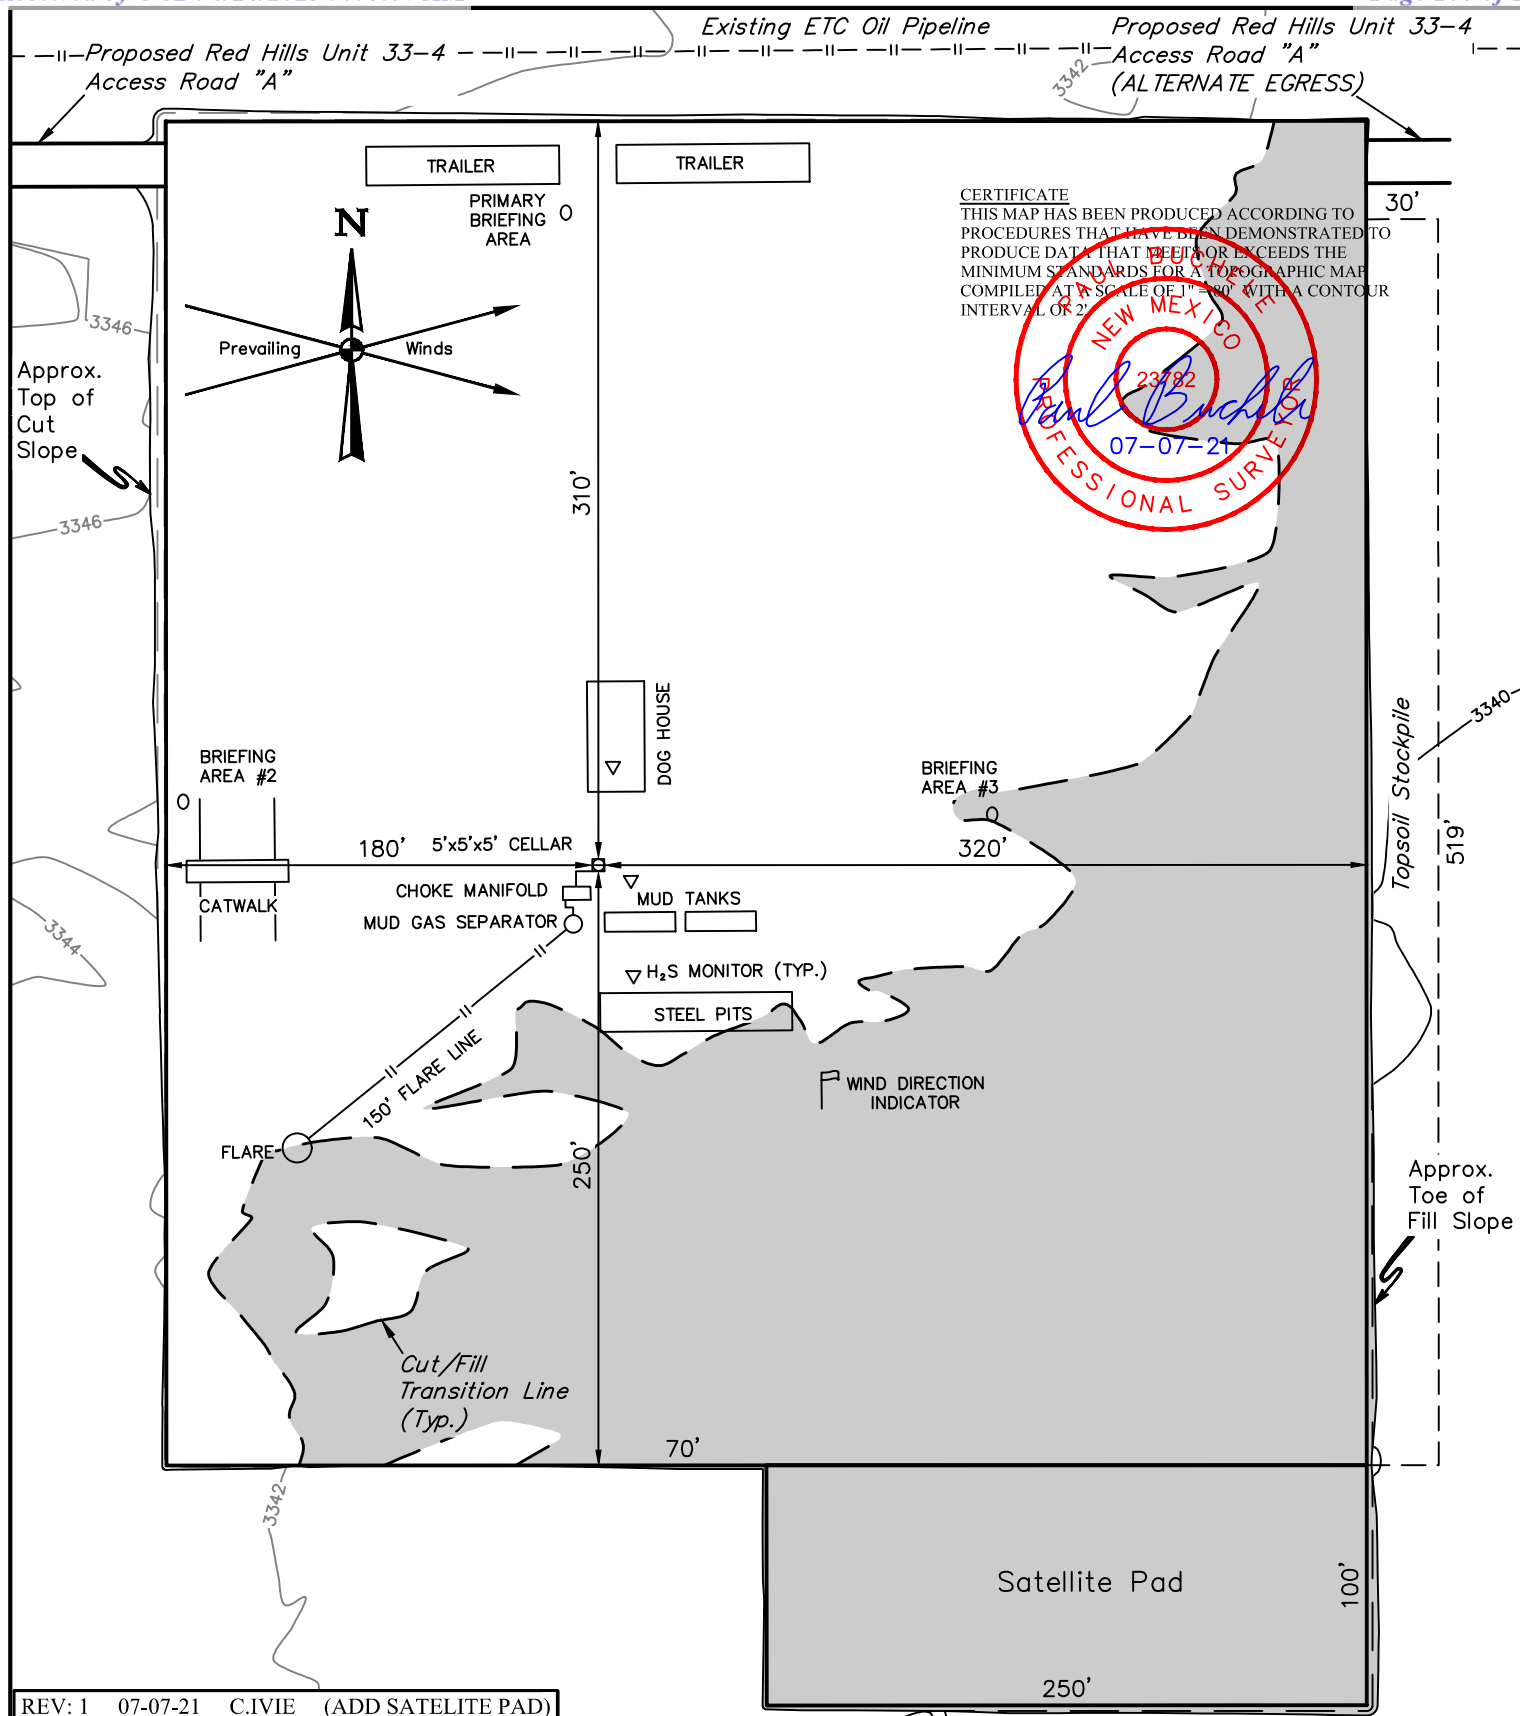 Existing ETC Oil Pipeline
Proposed Red Hills Unit 33-4
Access Road "A"
Proposed Red Hills Unit 33-4
Access Road "A"
(ALTERNATE EGRESS)
3342
TRAILER
TRAILER
PRIMARY
BRIEFING
AREA
N
Prevailing
Winds
CERTIFICATE
THIS MAP HAS BEEN PRODUCED ACCORDING TO
PROCEDURES THAT HAVE BEEN DEMONSTRATED TO
PRODUCE DATA THAT MEETS OR EXCEEDS THE
MINIMUM STANDARDS FOR A TOPOGRAPHIC MAP
COMPILED AT A SCALE OF 1" = 80' WITH A CONTOUR
INTERVAL OF 2'
PAUL BUCHELE
NEW MEXICO
23782
Paul Buchele
07-07-21
PROFESSIONAL SURVEYOR
30'
3346
Approx.
Top of
Cut
Slope
3346
310'
DOG HOUSE
BRIEFING
AREA #2
BRIEFING
AREA #3
180'
5'x5'x5' CELLAR
320'
CATWALK
CHOKE MANIFOLD
MUD GAS SEPARATOR
MUD TANKS
H₂S MONITOR (TYP.)
STEEL PITS
WIND DIRECTION
INDICATOR
150' FLARE LINE
FLARE
250'
3344
3340
Topsoil Stockpile
519'
Approx.
Toe of
Fill Slope
Cut/Fill
Transition Line
(Typ.)
70'
3342
Satellite Pad
100'
250'
REV: 1 07-07-21 C.IVIE (ADD SATELITE PAD)